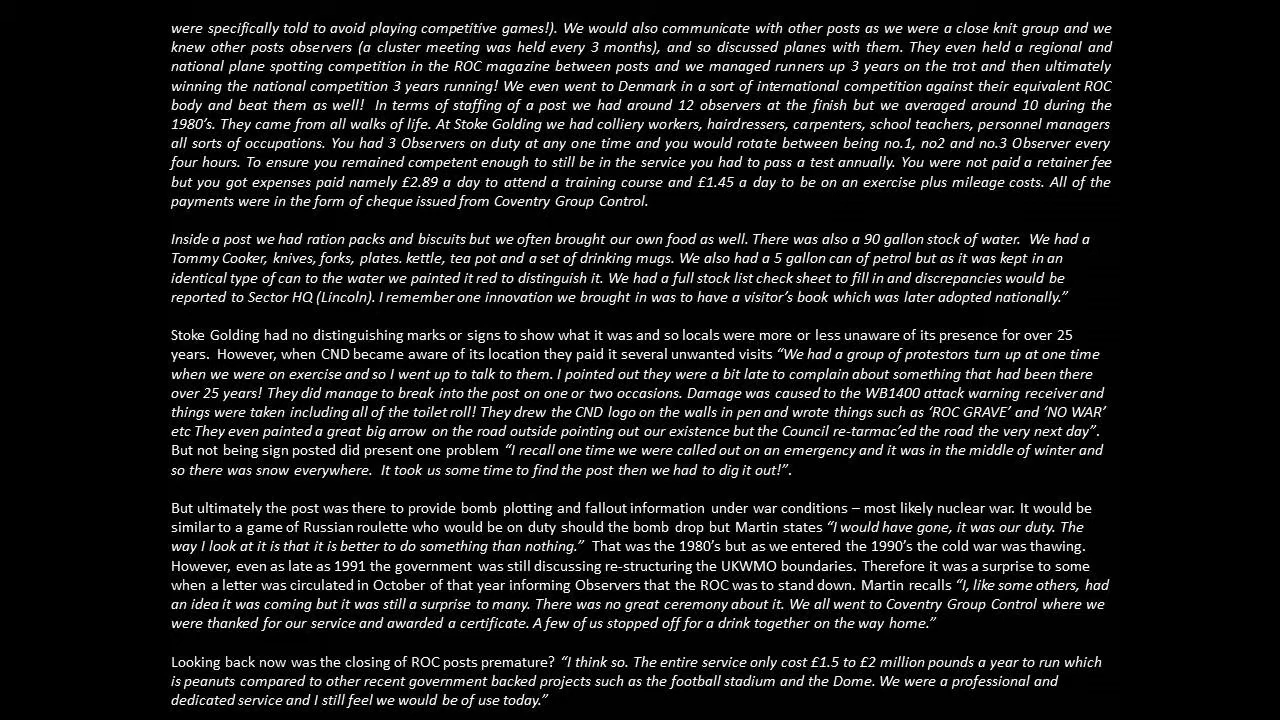 were specifically told to avoid playing competitive games!). We would also communicate with other posts as we were a close knit group and we
knew other posts observers (a cluster meeting was held every 3 months), and so discussed planes with them. They even held a regional and
national plane spotting competition in the ROC magazine between posts and we managed runners up 3 years on the trot and then ultimately
winning the national competition 3 years running! We even went to Denmark in a sort of international competition against their equivalent ROC
body and beat them as well!  In terms of staffing of a post we had around 12 observers at the finish but we averaged around 10 during the
1980's. They came from all walks of life. At Stoke Golding we had colliery workers, hairdressers, carpenters, school teachers, personnel managers
all sorts of occupations. You had 3 Observers on duty at any one time and you would rotate between being no.1, no2 and no.3 Observer every
four hours. To ensure you remained competent enough to still be in the service you had to pass a test annually. You were not paid a retainer fee
but you got expenses paid namely £2.89 a day to attend a training course and £1.45 a day to be on an exercise plus mileage costs. All of the
payments were in the form of cheque issued from Coventry Group Control.
Inside a post we had ration packs and biscuits but we often brought our own food as well. There was also a 90 gallon stock of water.  We had a
Tommy Cooker, knives, forks, plates. kettle, tea pot and a set of drinking mugs. We also had a 5 gallon can of petrol but as it was kept in an
identical type of can to the water we painted it red to distinguish it. We had a full stock list check sheet to fill in and discrepancies would be
reported to Sector HQ (Lincoln). I remember one innovation we brought in was to have a visitor's book which was later adopted nationally."
Stoke Golding had no distinguishing marks or signs to show what it was and so locals were more or less unaware of its presence for over 25
years.  However, when CND became aware of its location they paid it several unwanted visits "We had a group of protestors turn up at one time
when we were on exercise and so I went up to talk to them. I pointed out they were a bit late to complain about something that had been there
over 25 years! They did manage to break into the post on one or two occasions. Damage was caused to the WB1400 attack warning receiver and
things were taken including all of the toilet roll! They drew the CND logo on the walls in pen and wrote things such as 'ROC GRAVE' and 'NO WAR'
etc They even painted a great big arrow on the road outside pointing out our existence but the Council re-tarmac'ed the road the very next day".
But not being sign posted did present one problem "I recall one time we were called out on an emergency and it was in the middle of winter and
so there was snow everywhere.  It took us some time to find the post then we had to dig it out!".
But ultimately the post was there to provide bomb plotting and fallout information under war conditions – most likely nuclear war. It would be
similar to a game of Russian roulette who would be on duty should the bomb drop but Martin states "I would have gone, it was our duty. The
way I look at it is that it is better to do something than nothing."  That was the 1980's but as we entered the 1990's the cold war was thawing.
However, even as late as 1991 the government was still discussing re-structuring the UKWMO boundaries. Therefore it was a surprise to some
when a letter was circulated in October of that year informing Observers that the ROC was to stand down. Martin recalls "I, like some others, had
an idea it was coming but it was still a surprise to many. There was no great ceremony about it. We all went to Coventry Group Control where we
were thanked for our service and awarded a certificate. A few of us stopped off for a drink together on the way home."
Looking back now was the closing of ROC posts premature? "I think so. The entire service only cost £1.5 to £2 million pounds a year to run which
is peanuts compared to other recent government backed projects such as the football stadium and the Dome. We were a professional and
dedicated service and I still feel we would be of use today."